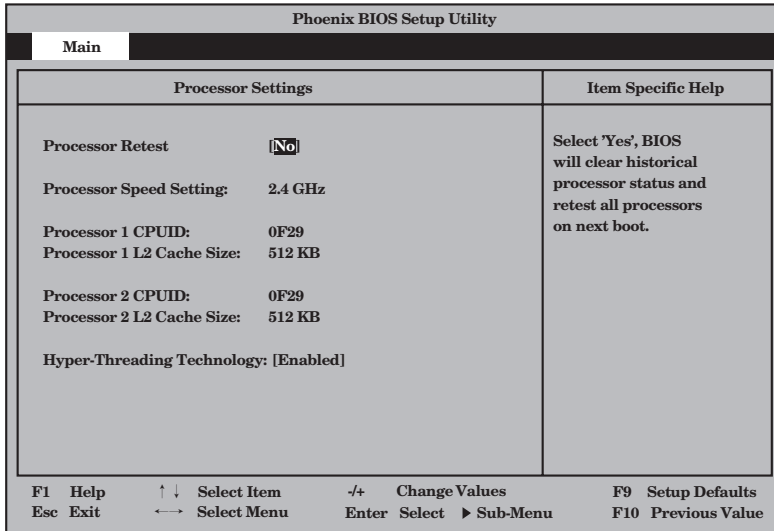 Phoenix BIOS Setup Utility
Main
Processor Settings
Item Specific Help
Processor Retest [No]
Processor Speed Setting: 2.4 GHz
Processor 1 CPUID: 0F29
Processor 1 L2 Cache Size: 512 KB
Processor 2 CPUID: 0F29
Processor 2 L2 Cache Size: 512 KB
Hyper-Threading Technology: [Enabled]
Select 'Yes', BIOS
will clear historical
processor status and
retest all processors
on next boot.
F1 Help ↑ ↓ Select Item -/+ Change Values F9 Setup Defaults
Esc Exit ←→ Select Menu Enter Select ▶ Sub-Menu F10 Previous Value